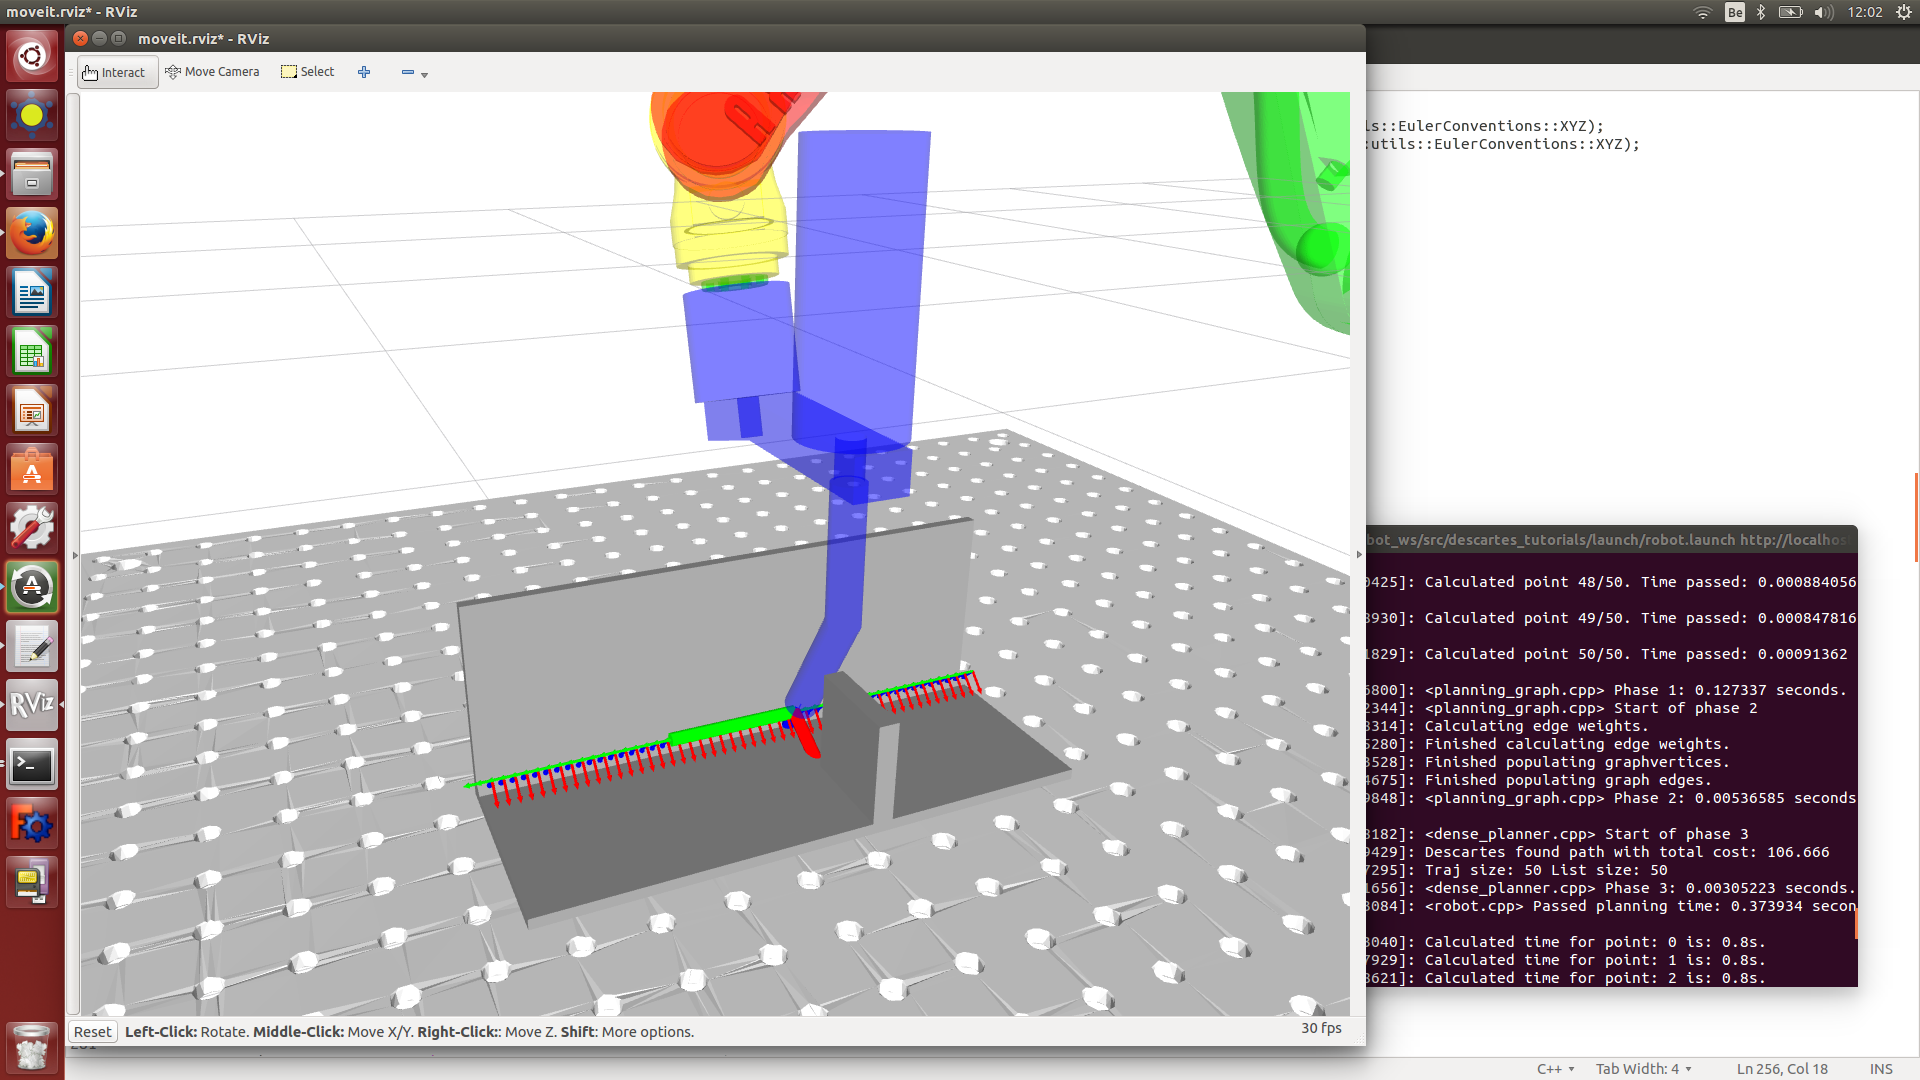 moveit.rviz* - RViz
Be
12:02
moveit.rviz* - RViz
Interact
Move Camera
Select
ls::EulerConventions::XYZ);
:utils::EulerConventions::XYZ);
RViz
bot_ws/src/descartes_tutorials/launch/robot.launch http://localhos
0425]: Calculated point 48/50. Time passed: 0.000884056
8930]: Calculated point 49/50. Time passed: 0.000847816
1829]: Calculated point 50/50. Time passed: 0.00091362
5800]: <planning_graph.cpp> Phase 1: 0.127337 seconds.
2344]: <planning_graph.cpp> Start of phase 2
8314]: Calculating edge weights.
5280]: Finished calculating edge weights.
3528]: Finished populating graphvertices.
4675]: Finished populating graph edges.
9848]: <planning_graph.cpp> Phase 2: 0.00536585 seconds
3182]: <dense_planner.cpp> Start of phase 3
9429]: Descartes found path with total cost: 106.666
7295]: Traj size: 50 List size: 50
1656]: <dense_planner.cpp> Phase 3: 0.00305223 seconds.
3084]: <robot.cpp> Passed planning time: 0.373934 secon
3040]: Calculated time for point: 0 is: 0.8s.
7929]: Calculated time for point: 1 is: 0.8s.
8621]: Calculated time for point: 2 is: 0.8s.
Reset
Left-Click: Rotate. Middle-Click: Move X/Y. Right-Click:: Move Z. Shift: More options.
30 fps
C++
Tab Width: 4
Ln 256, Col 18
INS